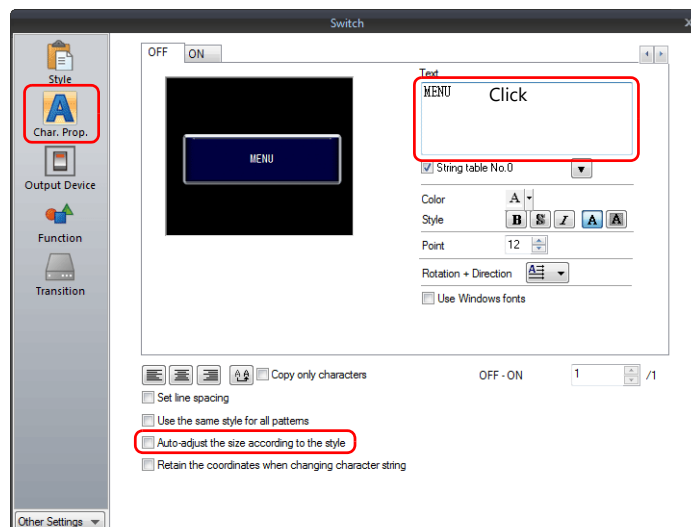 Switch
Style
Char. Prop.
Output Device
Function
Transition
Other Settings
OFF
ON
MENU
Text
MENU
Click
String table No.0
Color
A
Style
B S I A A
Point
12
Rotation + Direction
A
Use Windows fonts
Copy only characters
OFF - ON
1
/1
Set line spacing
Use the same style for all patterns
Auto-adjust the size according to the style
Retain the coordinates when changing character string